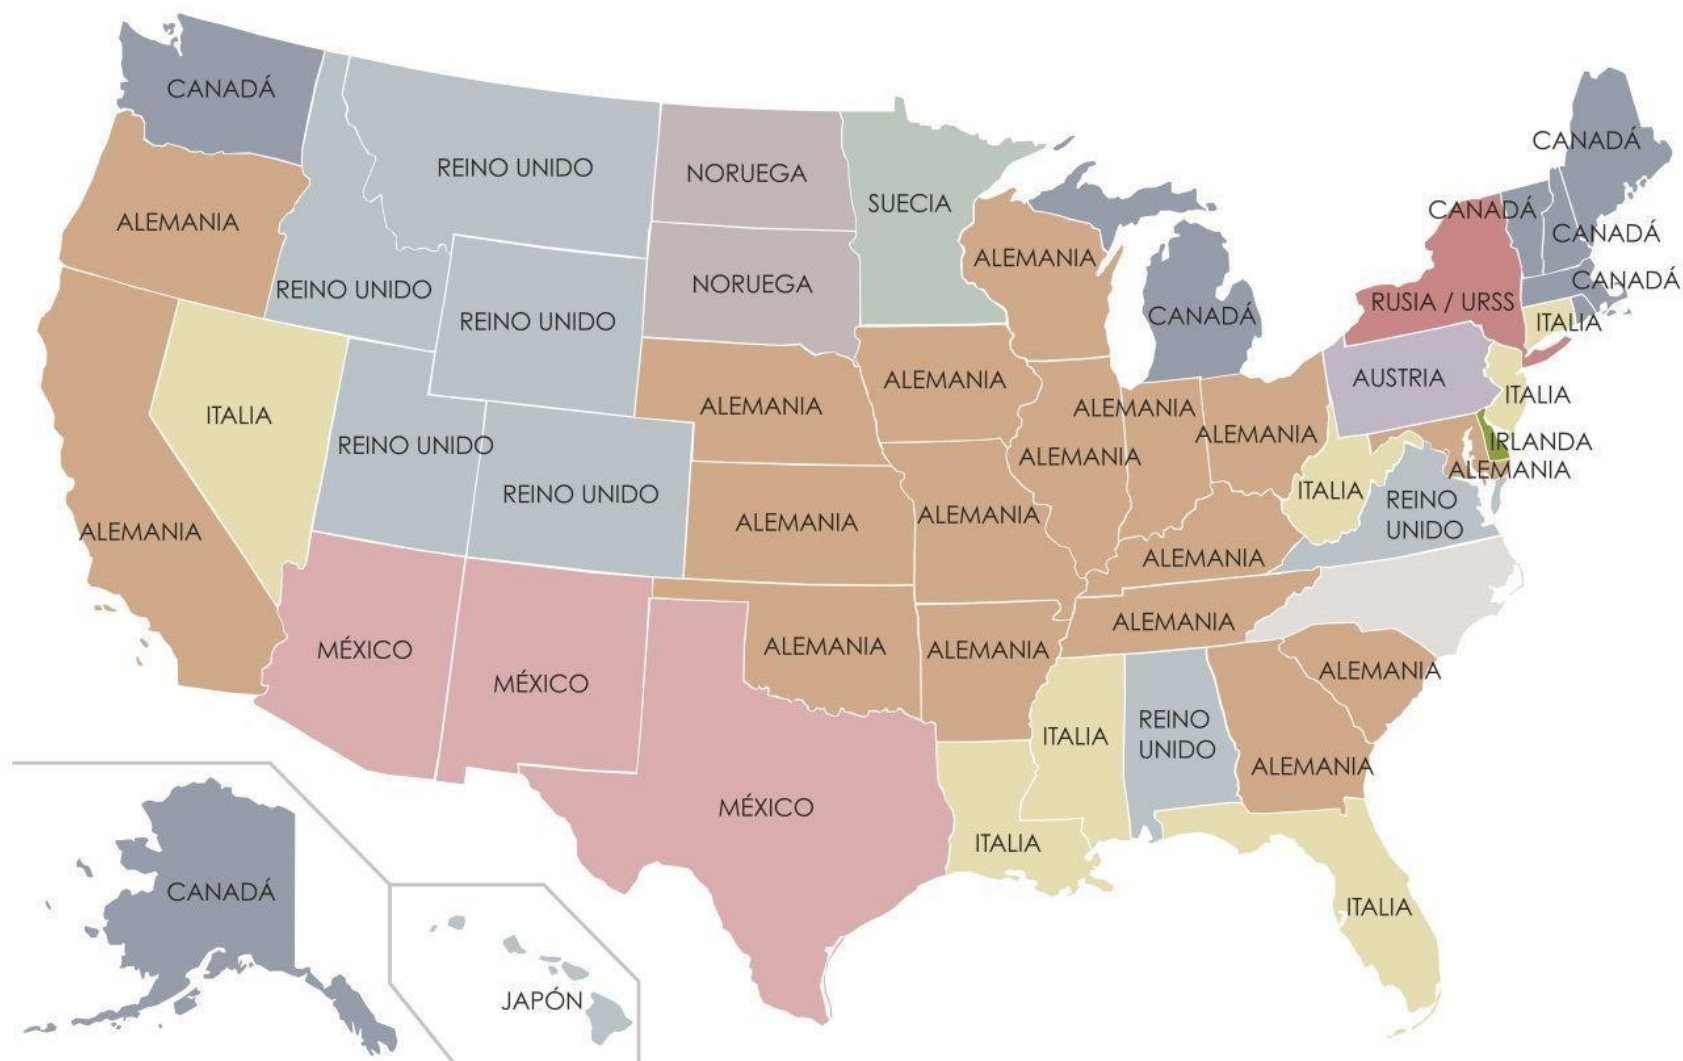 CANADÁ
CANADÁ
REINO UNIDO
NORUEGA
SUECIA
CANADÁ
ALEMANIA
CANADÁ
ALEMANIA
NORUEGA
REINO UNIDO
CANADÁ
RUSIA / URSS
CANADÁ
REINO UNIDO
ITALIA
ALEMANIA
AUSTRIA
ITALIA
ITALIA
ALEMANIA
ALEMANIA
ALEMANIA
IRLANDA
REINO UNIDO
ALEMANIA
ALEMANIA
REINO UNIDO
ITALIA
REINO
UNIDO
ALEMANIA
ALEMANIA
ALEMANIA
ALEMANIA
ALEMANIA
MÉXICO
ALEMANIA
ALEMANIA
ALEMANIA
MÉXICO
REINO
UNIDO
ITALIA
ALEMANIA
MÉXICO
ITALIA
CANADÁ
ITALIA
JAPÓN